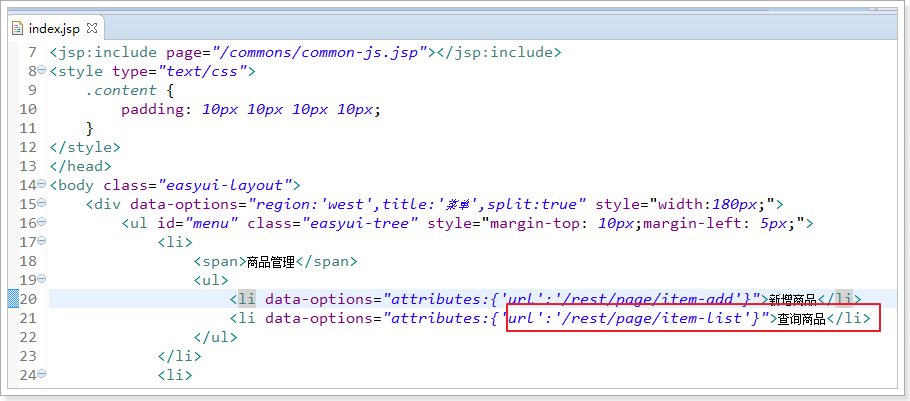 index.jsp
7 <jsp:include page="/commons/common-js.jsp"></jsp:include>
8 <style type="text/css">
9     .content {
10         padding: 10px 10px 10px 10px;
11     }
12 </style>
13 </head>
14 <body class="easyui-layout">
15     <div data-options="region:'west',title:'菜单',split:true" style="width:180px;">
16         <ul id="menu" class="easyui-tree" style="margin-top: 10px;margin-left: 5px;">
17             <li>
18                 <span>商品管理</span>
19                 <ul>
20                     <li data-options="attributes:{'url':'/rest/page/item-add'}">新增商品</li>
21                     <li data-options="attributes:{'url':'/rest/page/item-list'}">查询商品</li>
22                 </ul>
23             </li>
24             <li>